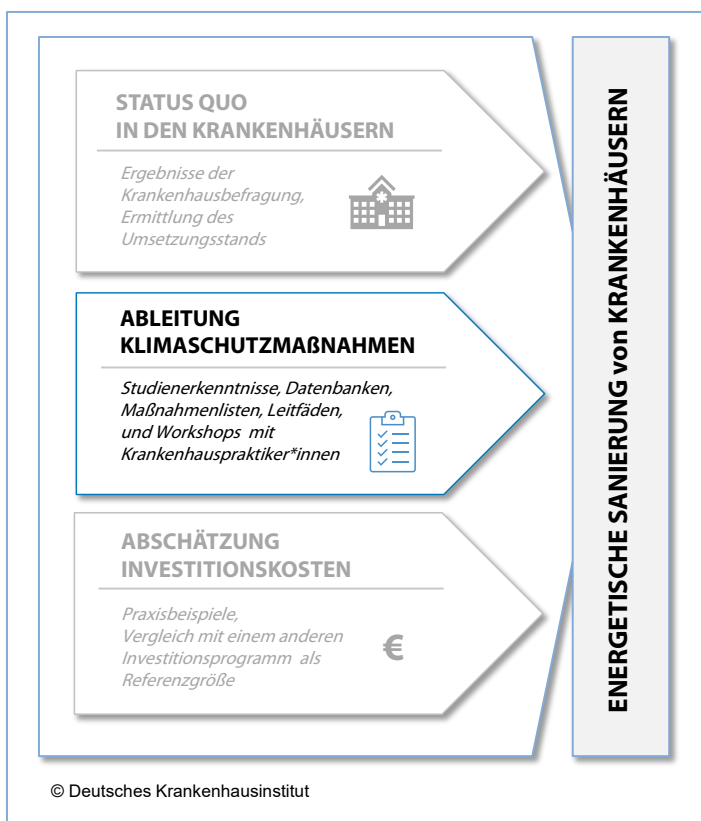 STATUS QUO
IN DEN KRANKENHÄUSERN
Ergebnisse der
Krankenhausbefragung,
Ermittlung des
Umsetzungsstands
ABLEITUNG
KLIMASCHUTZMAßNAHMEN
Studienerkenntnisse, Datenbanken,
Maßnahmenlisten, Leitfäden,
und Workshops mit
Krankenhauspraktiker*innen
ABSCHÄTZUNG
INVESTITIONSKOSTEN
Praxisbeispiele,
Vergleich mit einem anderen
Investitionsprogramm als
Referenzgröße
€
ENERGETISCHE SANIERUNG von KRANKENHÄUSERN
© Deutsches Krankenhausinstitut